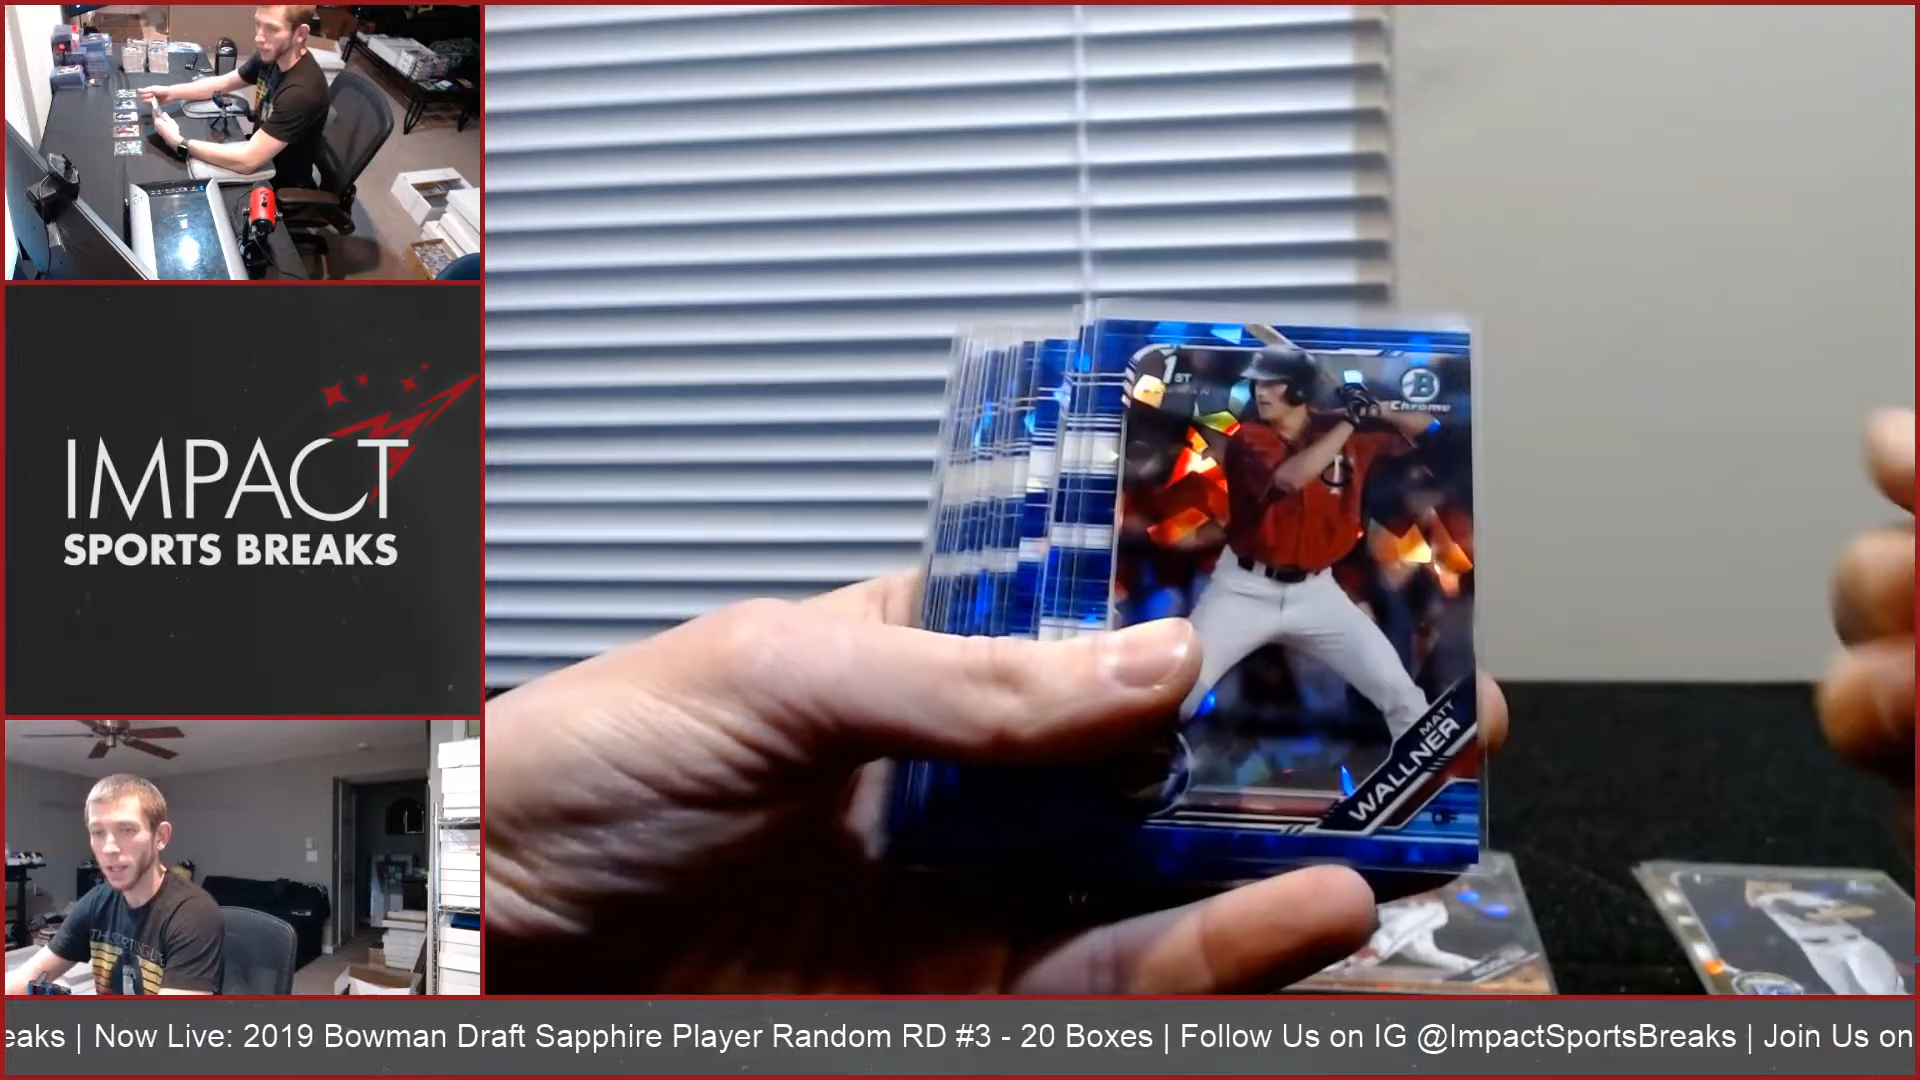 IMPACT
SPORTS BREAKS
1ST
B
Chrome
MATT
WALLNER
OF
eaks | Now Live: 2019 Bowman Draft Sapphire Player Random RD #3 - 20 Boxes | Follow Us on IG @ImpactSportsBreaks | Join Us on